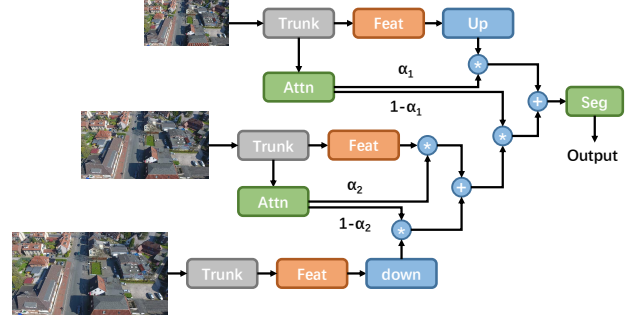 Trunk Feat Up
*
α1
Attn
1-α1
+ Seg
*
Output
Trunk Feat *
α2
+
Attn
1-α2
*
Trunk Feat down